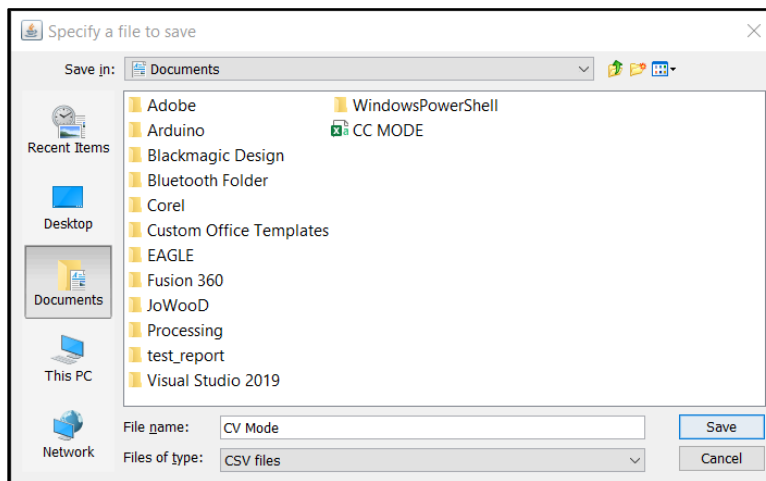 Specify a file to save
Save in: Documents
Recent Items
Desktop
Documents
This PC
Network
Adobe
Arduino
Blackmagic Design
Bluetooth Folder
Corel
Custom Office Templates
EAGLE
Fusion 360
JoWooD
Processing
test_report
Visual Studio 2019
WindowsPowerShell
CC MODE
File name: CV Mode
Save
Files of type: CSV files
Cancel